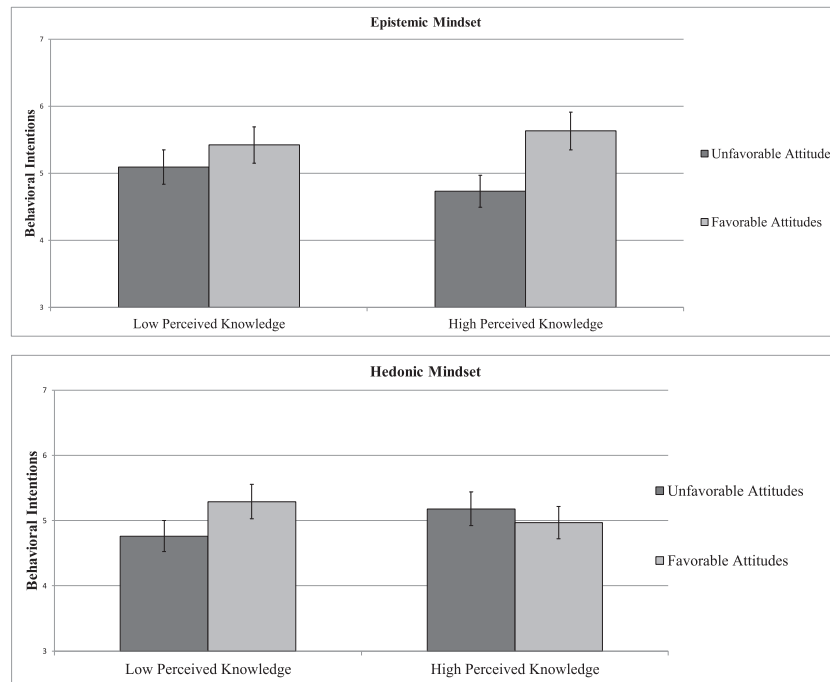 Epistemic Mindset
7
6
5
4
3
Behavioral Intentions
Low Perceived Knowledge
High Perceived Knowledge
Unfavorable Attitude
Favorable Attitudes
Hedonic Mindset
7
6
5
4
3
Behavioral Intentions
Low Perceived Knowledge
High Perceived Knowledge
Unfavorable Attitudes
Favorable Attitudes